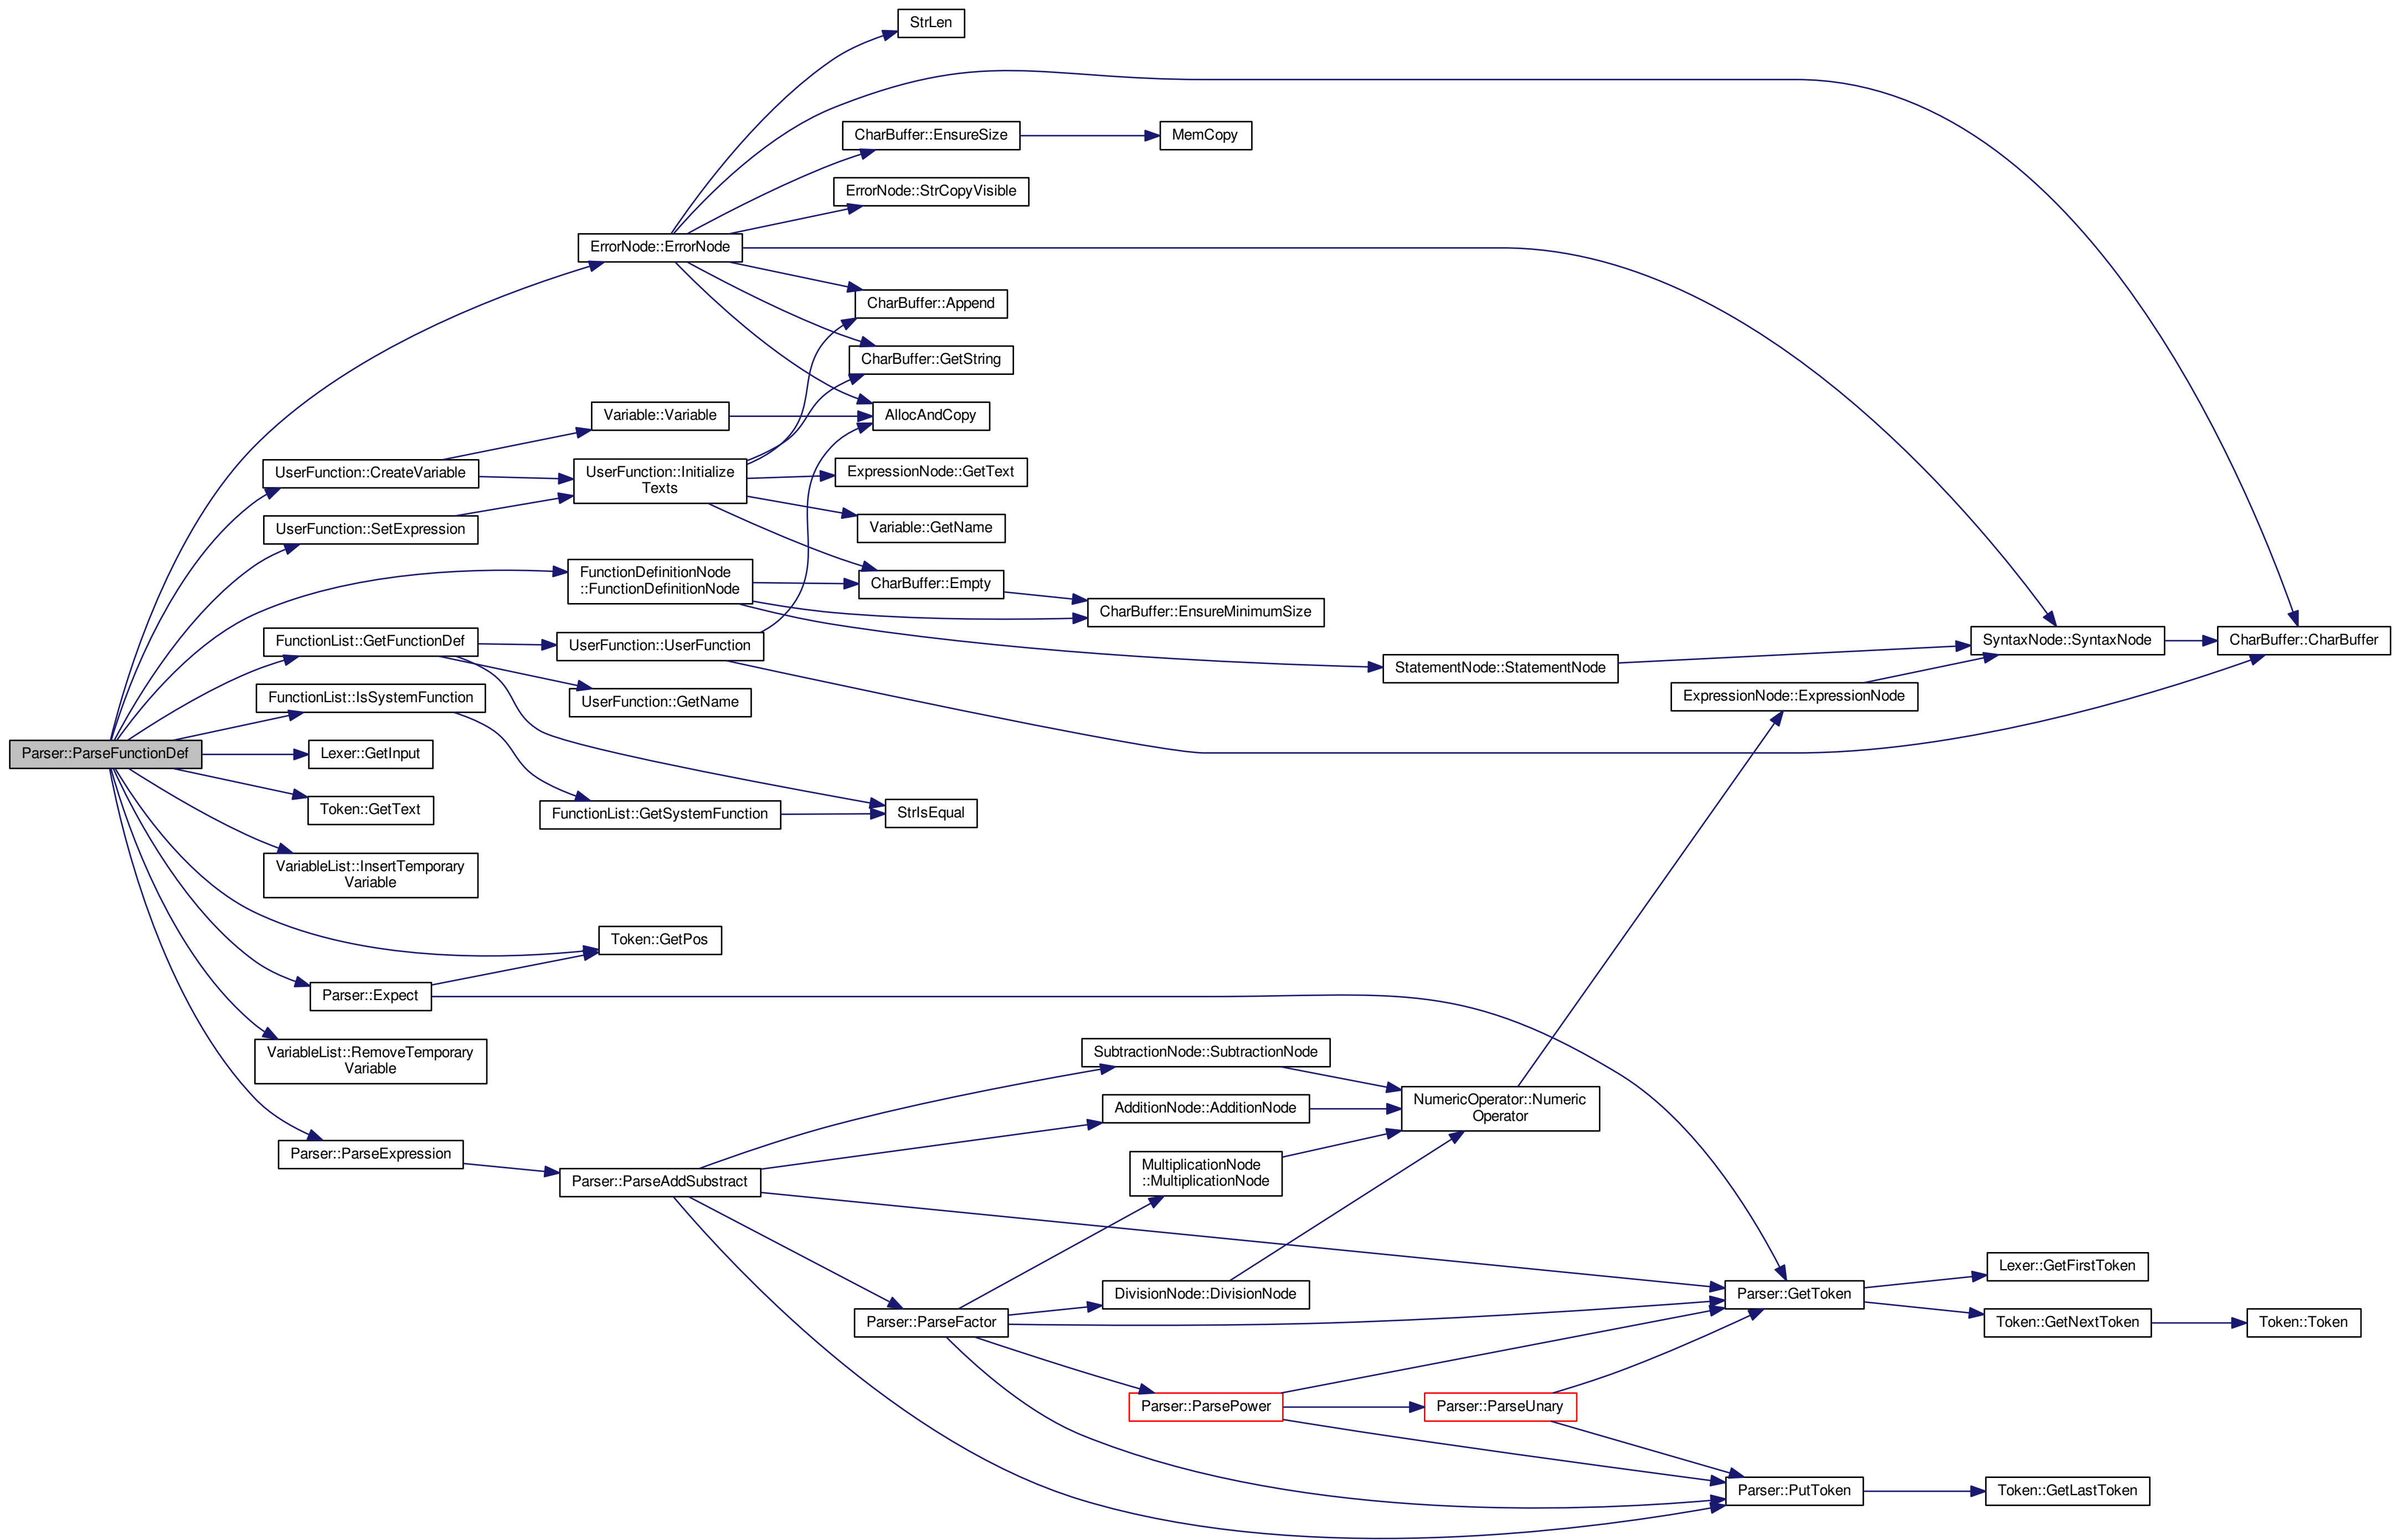 StrLen
CharBuffer::EnsureSize
MemCopy
ErrorNode::StrCopyVisible
ErrorNode::ErrorNode
CharBuffer::Append
CharBuffer::GetString
Variable::Variable
AllocAndCopy
UserFunction::CreateVariable
UserFunction::Initialize
Texts
ExpressionNode::GetText
UserFunction::SetExpression
Variable::GetName
FunctionDefinitionNode
::FunctionDefinitionNode
CharBuffer::Empty
CharBuffer::EnsureMinimumSize
FunctionList::GetFunctionDef
UserFunction::UserFunction
StatementNode::StatementNode
SyntaxNode::SyntaxNode
CharBuffer::CharBuffer
FunctionList::IsSystemFunction
UserFunction::GetName
ExpressionNode::ExpressionNode
Parser::ParseFunctionDef
Lexer::GetInput
Token::GetText
FunctionList::GetSystemFunction
StrIsEqual
VariableList::InsertTemporary
Variable
Token::GetPos
Parser::Expect
VariableList::RemoveTemporary
Variable
SubtractionNode::SubtractionNode
AdditionNode::AdditionNode
NumericOperator::Numeric
Operator
Parser::ParseExpression
Parser::ParseAddSubstract
MultiplicationNode
::MultiplicationNode
DivisionNode::DivisionNode
Parser::ParseFactor
Parser::GetToken
Lexer::GetFirstToken
Token::GetNextToken
Token::Token
Parser::ParsePower
Parser::ParseUnary
Parser::PutToken
Token::GetLastToken